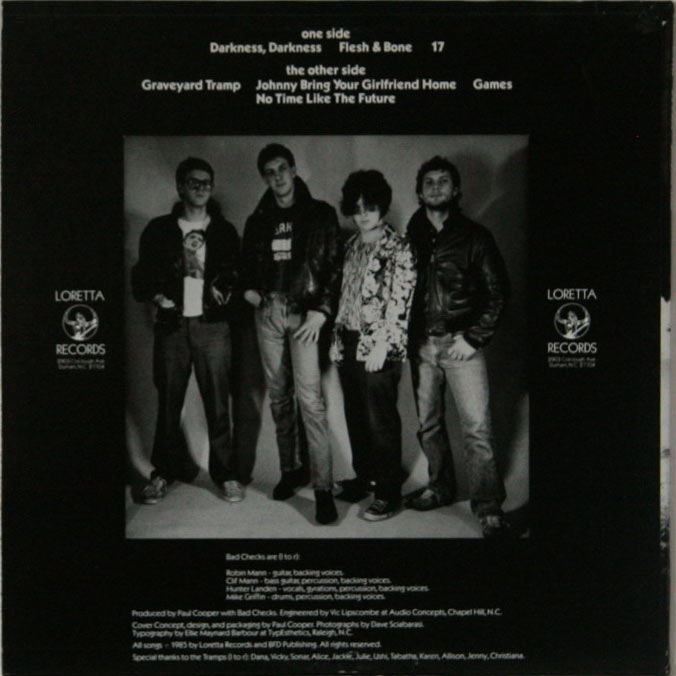 one side
Darkness, Darkness Flesh & Bone 17
the other side
Graveyard Tramp Johnny Bring Your Girlfriend Home Games
No Time Like The Future
LORETTA
RECORDS
Durham, N.C.
LORETTA
RECORDS
Durham, N.C.
Bad Checks are (l to r):
Robin Mann - guitar, backing voices.
Clif Mann - bass guitar, percussion, backing voices.
Hunter Landen - vocals, gyrations, percussion, backing voices.
Mike Griffin - drums, percussion, backing voices.
Produced by Paul Cooper with Bad Checks. Engineered by Vic Lipscombe at Audio Concepts, Chapel Hill, N.C.
Cover Concept, design, and packaging by Paul Cooper. Photographs by Dave Sciabarasi.
Typography by Ellie Maynard Barbour at TypEsthetics, Raleigh, N.C.
All songs 1985 by Loretta Records and BFD Publishing. All rights reserved.
Special thanks to the Tramps (l to r): Dana, Vicky, Sonar, Alice, Jackie, Julie, Ushi, Tabatha, Karen, Allison, Jenny, Christiana.